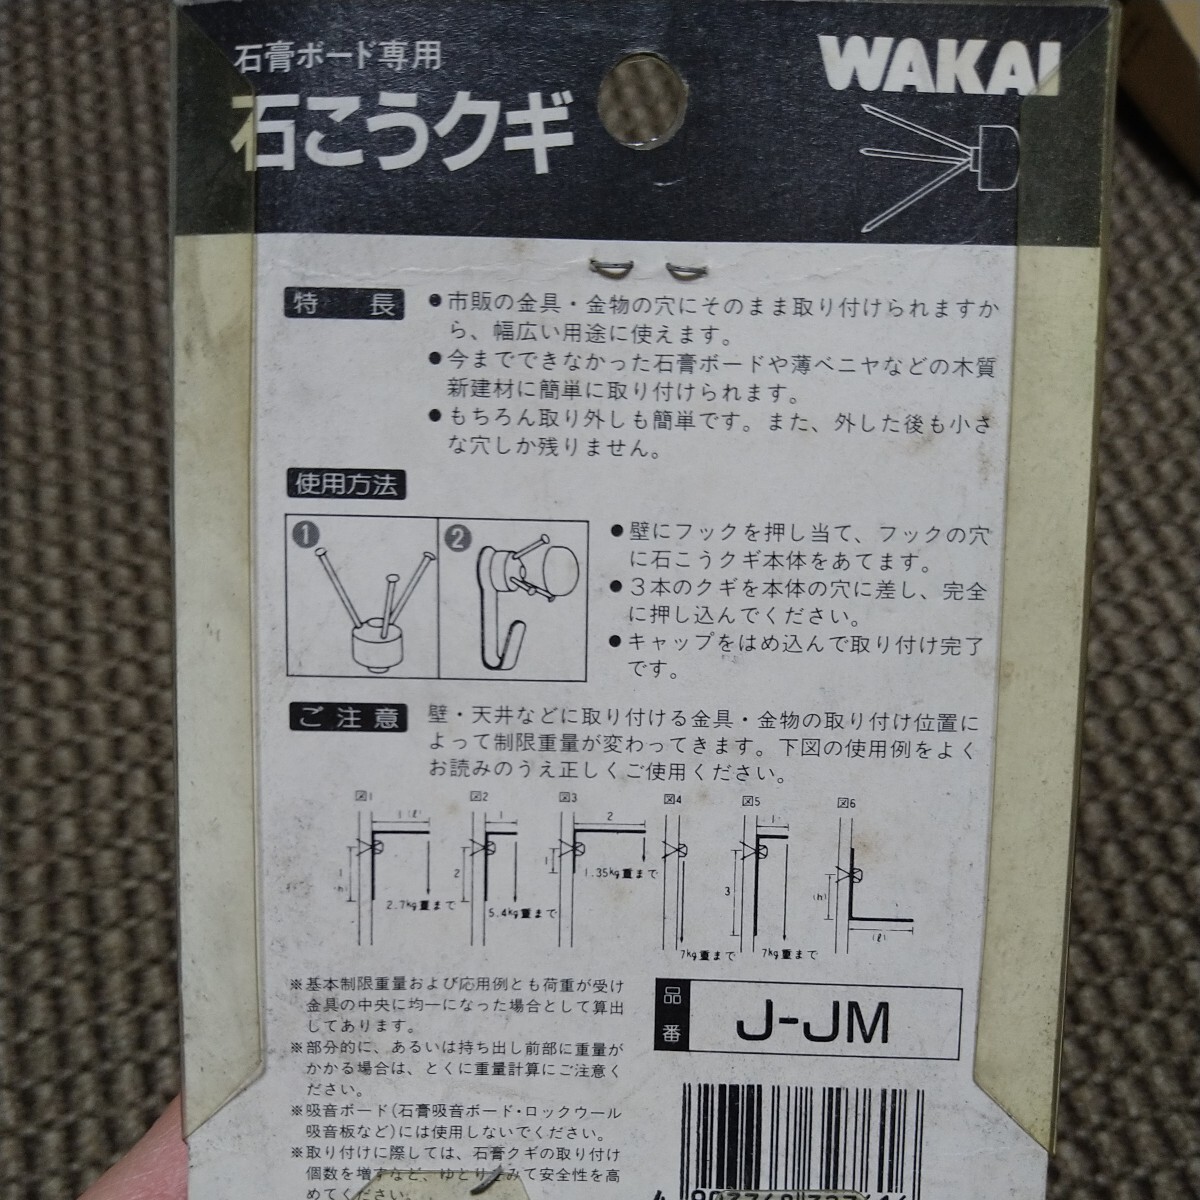 石膏ボード専用
石こうクギ
WAKAI
特長
●市販の金具・金物の穴にそのまま取り付けられますか
ら、幅広い用途に使えます。
●今までできなかった石膏ボードや薄ベニヤなどの木質
新建材に簡単に取り付けられます。
●もちろん取り外しも簡単です。また、外した後も小さ
な穴しか残りません。
使用方法
1
2
●壁にフックを押し当て、フックの穴
に石こうクギ本体をあてます。
●3本のクギを本体の穴に差し、完全
に押し込んでください。
●キャップをはめ込んで取り付け完了
です。
ご注意
壁・天井などに取り付ける金具・金物の取り付け位置に
よって制限重量が変わってきます。下図の使用例をよく
お読みのうえ正しくご使用ください。
図1 図2 図3 図4 図5 図6
1(ℓ) 1 2 1
1 (h) 2 1 3 (h)
1.35kg重まで
2.7kg重まで 5.4kg重まで
(ℓ)
7kg重まで 7kg重まで
※基本制限重量および応用例とも荷重が受け
金具の中央に均一になった場合として算出
してあります。
※部分的に、あるいは持ち出し前部に重量が
かかる場合は、とくに重量計算にご注意く
ださい。
※吸音ボード(石膏吸音ボード・ロックウール
吸音板など)には使用しないでください。
※取り付けに際しては、石膏クギの取り付け
個数を増すなど、ゆとりをみて安全性を高
めてください。
品番
J-JM